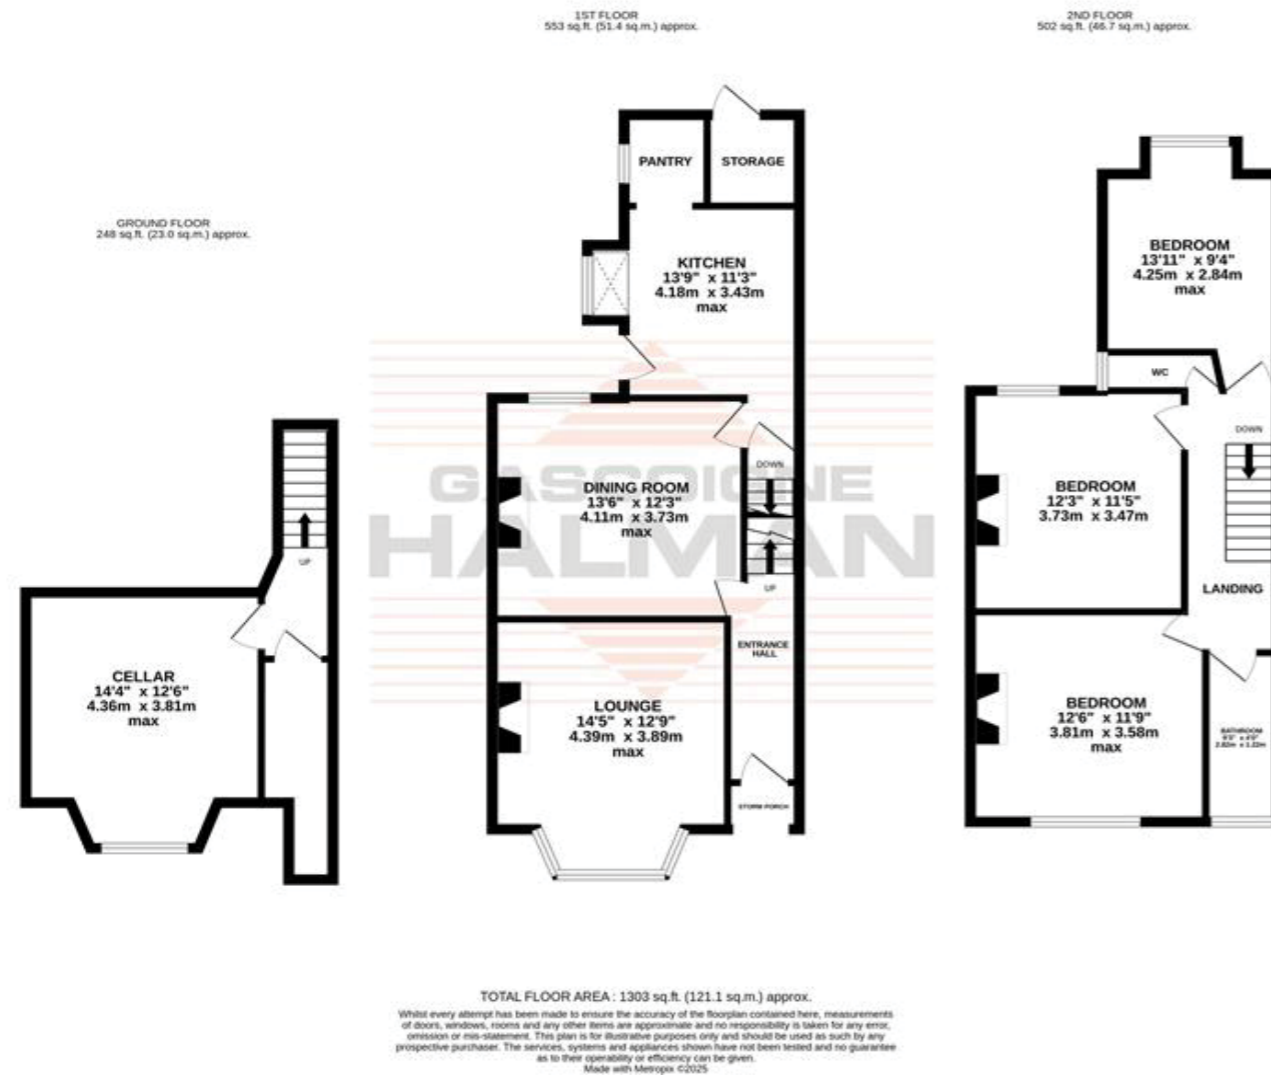 1ST FLOOR
553 sq.ft. (51.4 sq.m.) approx.
2ND FLOOR
502 sq.ft. (46.7 sq.m.) approx.
GROUND FLOOR
248 sq.ft. (23.0 sq.m.) approx.
UP
CELLAR
14'4" x 12'6"
4.36m x 3.81m
max
PANTRY
STORAGE
KITCHEN
13'9" x 11'3"
4.18m x 3.43m
max
DINING ROOM
13'6" x 12'3"
4.11m x 3.73m
max
DOWN
UP
ENTRANCE
HALL
LOUNGE
14'5" x 12'9"
4.39m x 3.89m
max
STORM PORCH
GASCOIGNE
HALMAN
BEDROOM
13'11" x 9'4"
4.25m x 2.84m
max
WC
DOWN
BEDROOM
12'3" x 11'5"
3.73m x 3.47m
LANDING
BEDROOM
12'6" x 11'9"
3.81m x 3.58m
max
BATHROOM
TOTAL FLOOR AREA : 1303 sq.ft. (121.1 sq.m.) approx.
Whilst every attempt has been made to ensure the accuracy of the floorplan contained here, measurements
of doors, windows, rooms and any other items are approximate and no responsibility is taken for any error,
omission or mis-statement. This plan is for illustrative purposes only and should be used as such by any
prospective purchaser. The services, systems and appliances shown have not been tested and no guarantee
as to their operability or efficiency can be given.
Made with Metropix ©2025